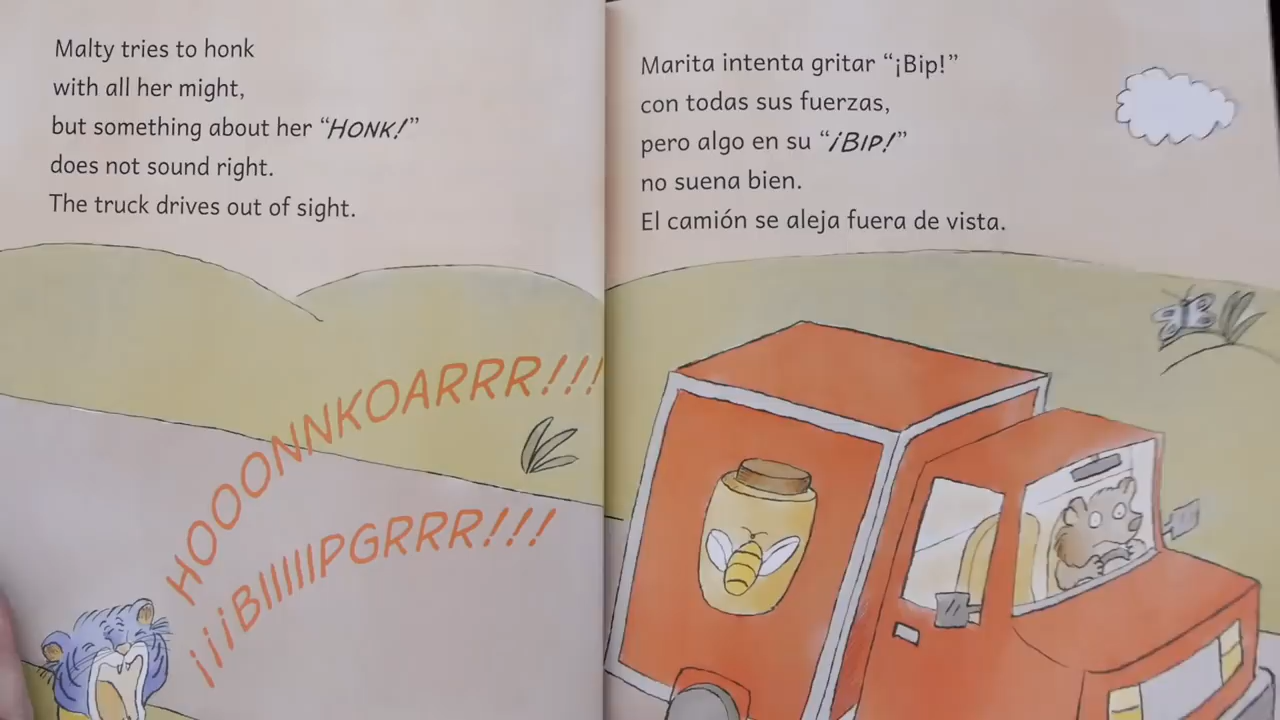 Malty tries to honk
with all her might,
but something about her “HONK!”
does not sound right.
The truck drives out of sight.
HOOONNKOARRR!!!
¡¡¡BIIIIIPGRRR!!!
Marita intenta gritar “¡Bip!”
con todas sus fuerzas,
pero algo en su “¡BIP!”
no suena bien.
El camión se aleja fuera de vista.